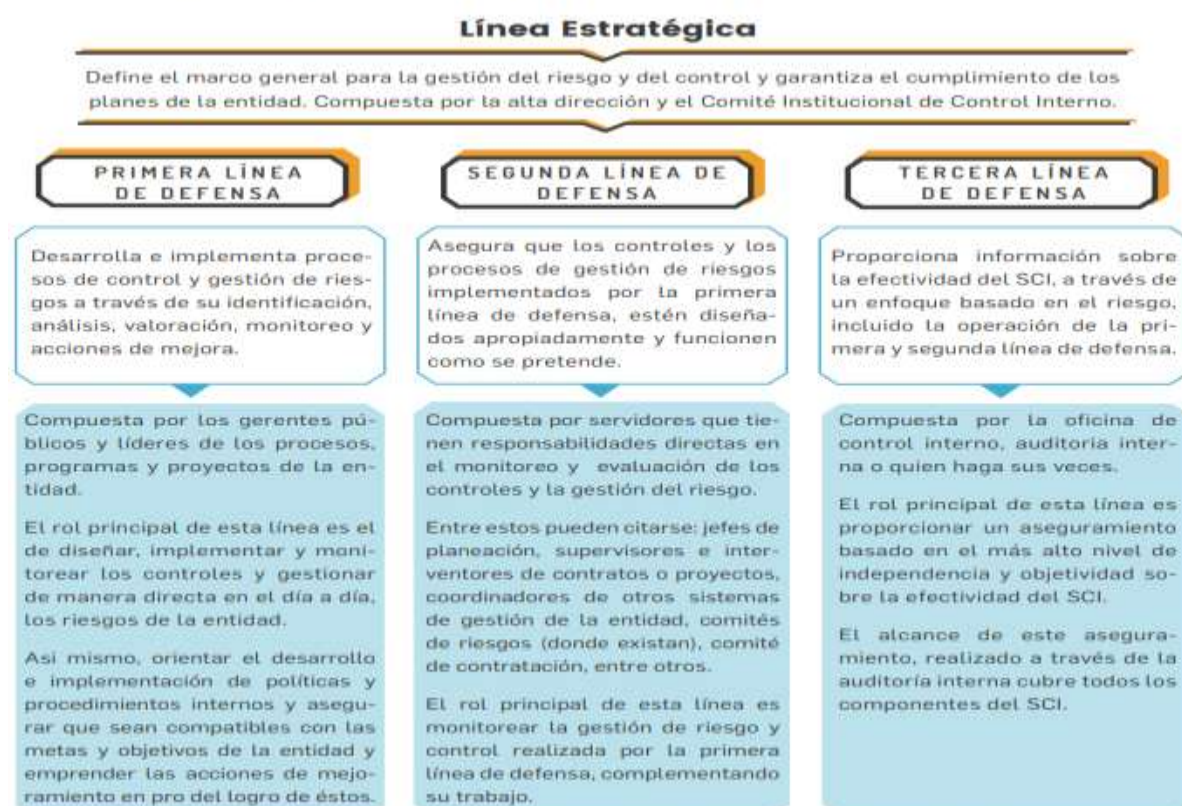 Línea Estratégica
Define el marco general para la gestión del riesgo y del control y garantiza el cumplimiento de los
planes de la entidad. Compuesta por la alta dirección y el Comité Institucional de Control Interno.
PRIMERA LÍNEA
DE DEFENSA
Desarrolla e implementa proce-
sos de control y gestión de ries-
gos a través de su identificación,
análisis, valoración, monitoreo y
acciones de mejora.
Compuesta por los gerentes pú-
blicos y líderes de los procesos,
programas y proyectos de la en-
tidad.
El rol principal de esta línea es el
de diseñar, implementar y moni-
torear los controles y gestionar
de manera directa en el día a día,
los riesgos de la entidad.
Así mismo, orientar el desarrollo
e implementación de políticas y
procedimientos internos y asegu-
rar que sean compatibles con las
metas y objetivos de la entidad y
emprender las acciones de mejo-
ramiento en pro del logro de éstos.
SEGUNDA LÍNEA DE
DEFENSA
Asegura que los controles y los
procesos de gestión de riesgos
implementados por la primera
línea de defensa, estén diseña-
dos apropiadamente y funcionen
como se pretende.
Compuesta por servidores que tie-
nen responsabilidades directas en
el monitoreo y evaluación de los
controles y la gestión del riesgo.
Entre estos pueden citarse: jefes de
planeación, supervisores e inter-
ventores de contratos o proyectos,
coordinadores de otros sistemas
de gestión de la entidad, comités
de riesgos (donde existan), comité
de contratación, entre otros.
El rol principal de esta línea es
monitorear la gestión de riesgo y
control realizada por la primera
línea de defensa, complementando
su trabajo.
TERCERA LÍNEA
DE DEFENSA
Proporciona información sobre
la efectividad del SCI, a través de
un enfoque basado en el riesgo,
incluido la operación de la pri-
mera y segunda línea de defensa.
Compuesta por la oficina de
control interno, auditoría inter-
na o quien haga sus veces.
El rol principal de esta línea es
proporcionar un aseguramiento
basado en el más alto nivel de
independencia y objetividad so-
bre la efectividad del SCI.
El alcance de este asegura-
miento, realizado a través de la
auditoría interna cubre todos los
componentes del SCI.